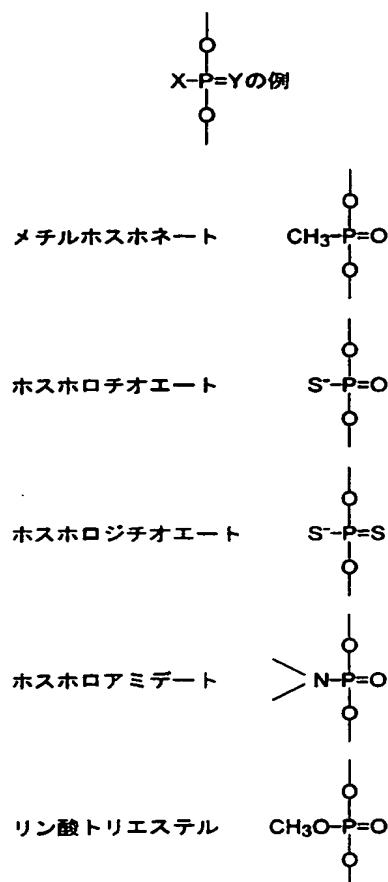 O
X-P=Yの例
O
O
メチルホスホネート CH₃-P=O
O
O
ホスホロチオエート S⁻-P=O
O
O
ホスホロジチオエート S⁻-P=S
O
O
ホスホロアミデート N-P=O
O
O
リン酸トリエステル CH₃O-P=O
O